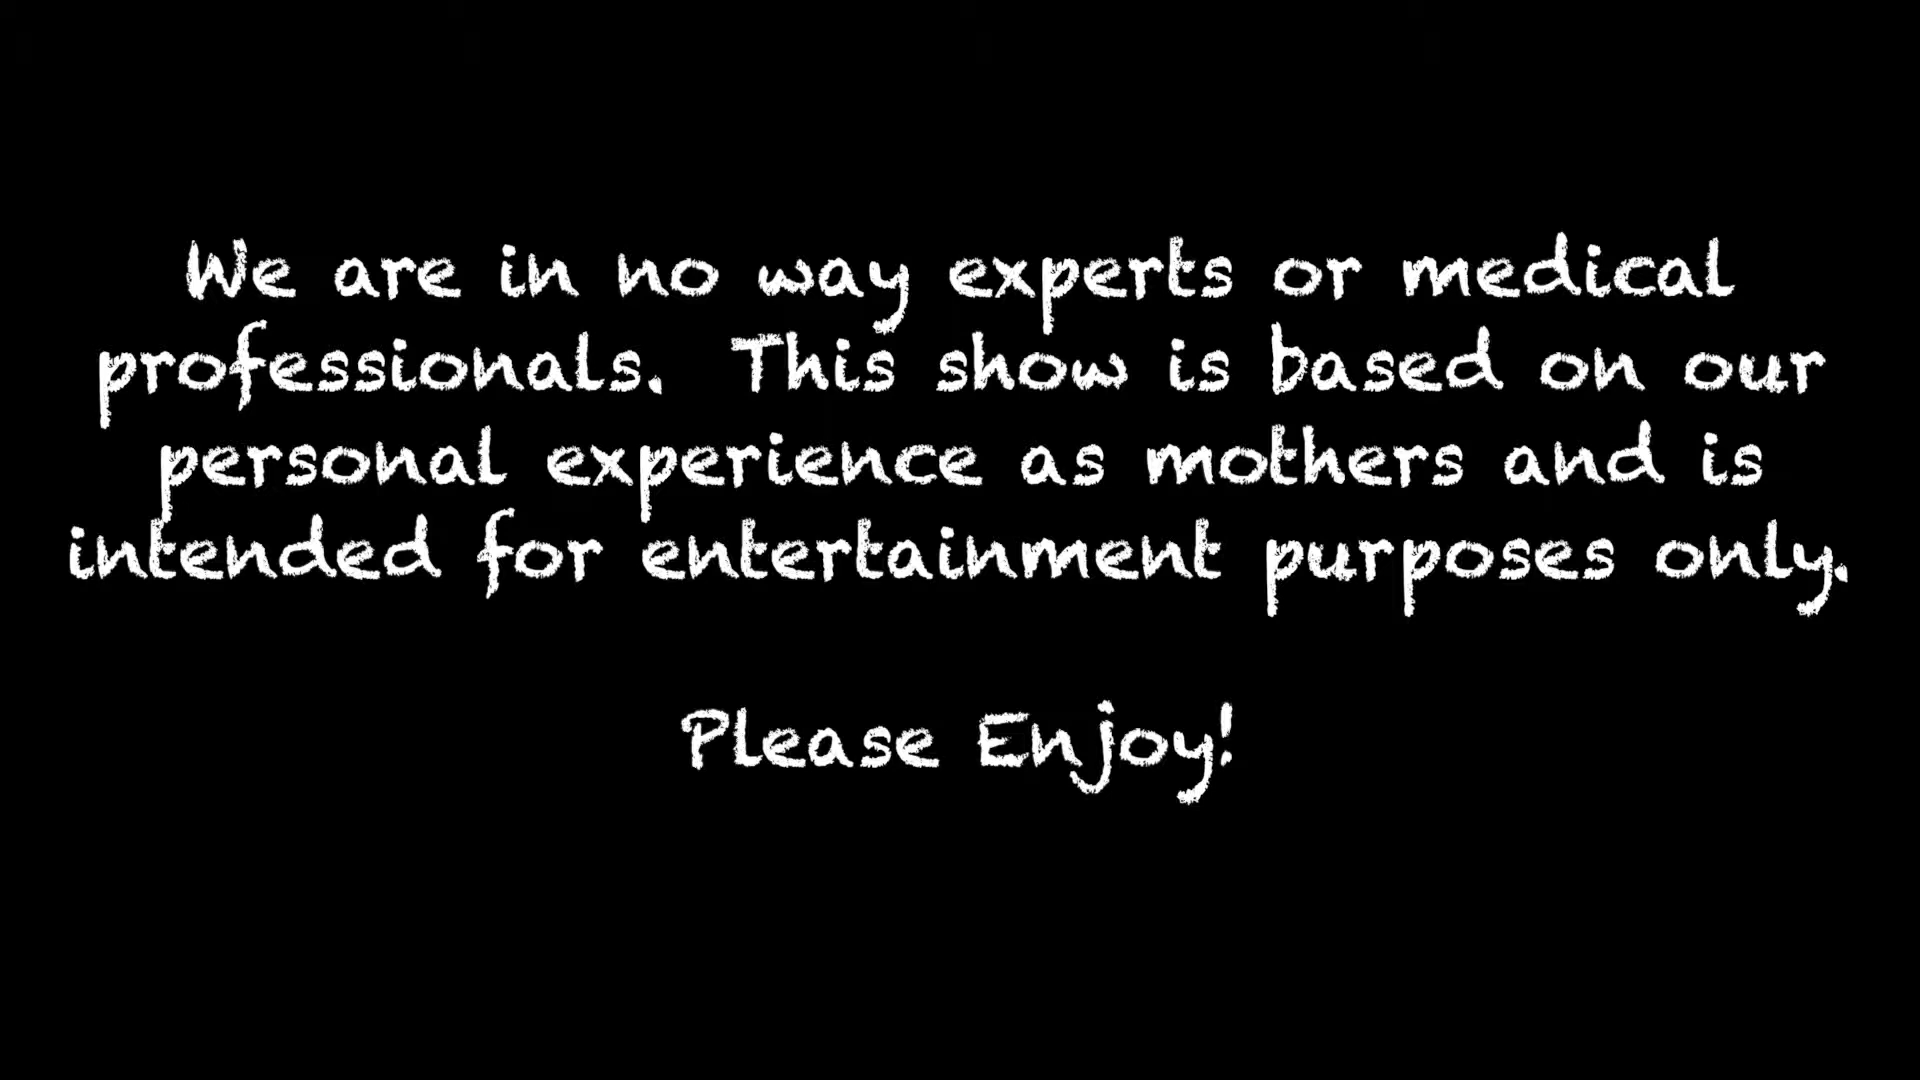 We are in no way experts or medical
professionals.  This show is based on our
personal experience as mothers and is
intended for entertainment purposes only.
Please Enjoy!